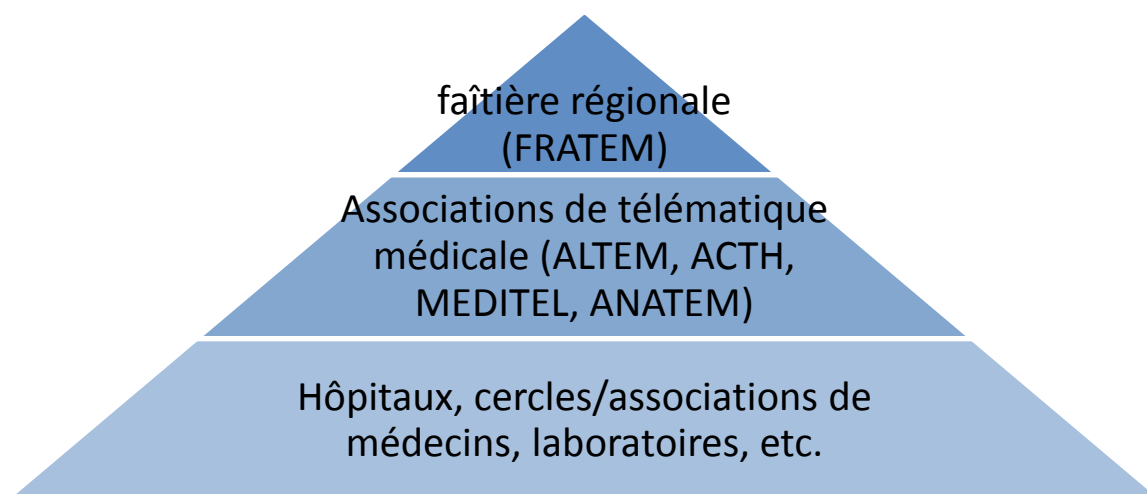 faîtière régionale
(FRATEM)
Associations de télématique
médicale (ALTEM, ACTH,
MEDITEL, ANATEM)
Hôpitaux, cercles/associations de
médecins, laboratoires, etc.